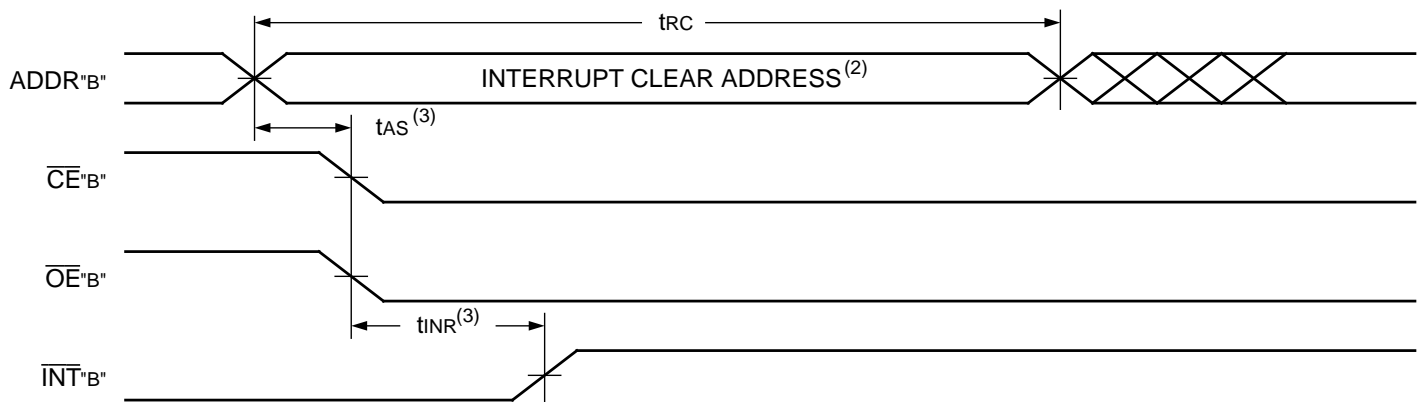 tRC
ADDR"B"
INTERRUPT CLEAR ADDRESS(2)
tAS(3)
CE"B"
OE"B"
tINR(3)
INT"B"